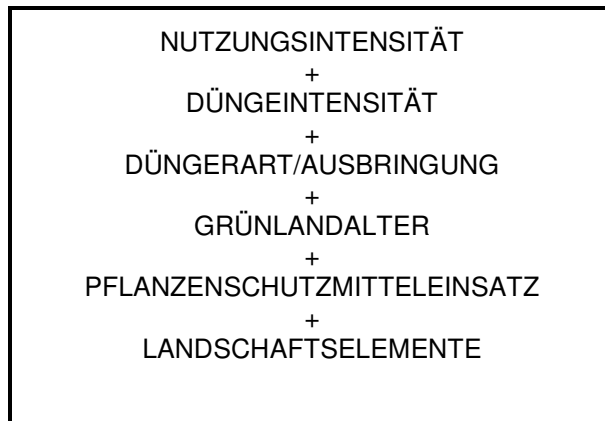 NUTZUNGSINTENSITÄT
+
DÜNGEINTENSITÄT
+
DÜNGERART/AUSBRINGUNG
+
GRÜNLANDALTER
+
PFLANZENSCHUTZMITTELEINSATZ
+
LANDSCHAFTSELEMENTE